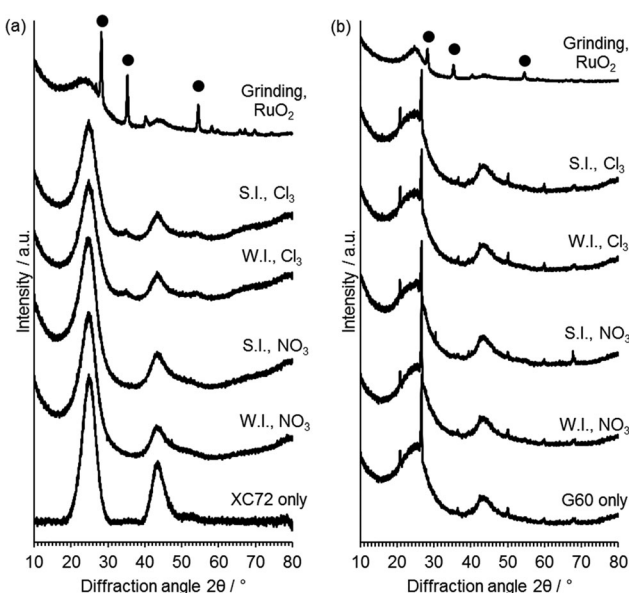 (a)
Intensity / a.u.
Grinding,
RuO2
S.I., Cl3
W.I., Cl3
S.I., NO3
W.I., NO3
XC72 only
10 20 30 40 50 60 70 80
Diffraction angle 2θ / °
(b)
Intensity / a.u.
Grinding,
RuO2
S.I., Cl3
W.I., Cl3
S.I., NO3
W.I., NO3
G60 only
10 20 30 40 50 60 70 80
Diffraction angle 2θ / °